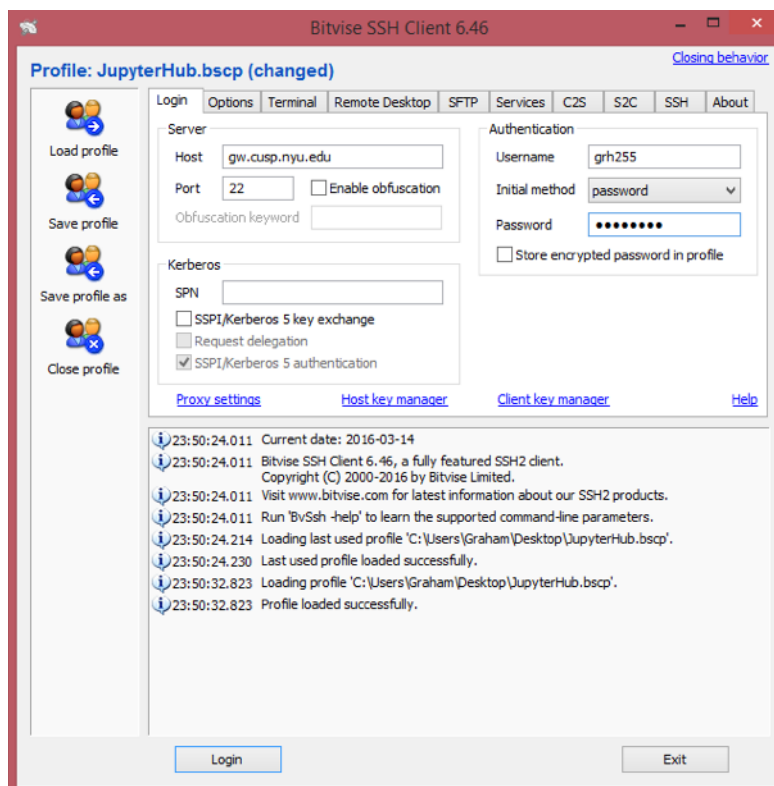 Bitvise SSH Client 6.46
Closing behavior
Profile: JupyterHub.bscp (changed)
Load profile
Save profile
Save profile as
Close profile
Login Options Terminal Remote Desktop SFTP Services C2S S2C SSH About
Server
Host gw.cusp.nyu.edu
Port 22 Enable obfuscation
Obfuscation keyword
Kerberos
SPN
SSPI/Kerberos 5 key exchange
Request delegation
SSPI/Kerberos 5 authentication
Authentication
Username grh255
Initial method password
Password ●●●●●●●●
Store encrypted password in profile
Proxy settings Host key manager Client key manager Help
23:50:24.011 Current date: 2016-03-14
23:50:24.011 Bitvise SSH Client 6.46, a fully featured SSH2 client.
Copyright (C) 2000-2016 by Bitvise Limited.
23:50:24.011 Visit www.bitvise.com for latest information about our SSH2 products.
23:50:24.011 Run 'BvSsh -help' to learn the supported command-line parameters.
23:50:24.214 Loading last used profile 'C:\Users\Graham\Desktop\JupyterHub.bscp'.
23:50:24.230 Last used profile loaded successfully.
23:50:32.823 Loading profile 'C:\Users\Graham\Desktop\JupyterHub.bscp'.
23:50:32.823 Profile loaded successfully.
Login Exit